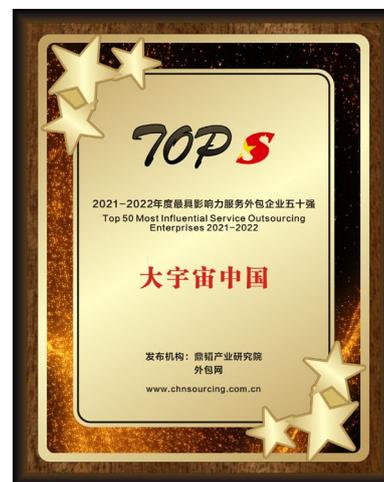 TOPS
2021-2022年度最具影响力服务外包企业五十强
Top 50 Most Influential Service Outsourcing
Enterprises 2021-2022
大宇宙中国
发布机构：鼎韬产业研究院
外包网
www.chnsourcing.com.cn